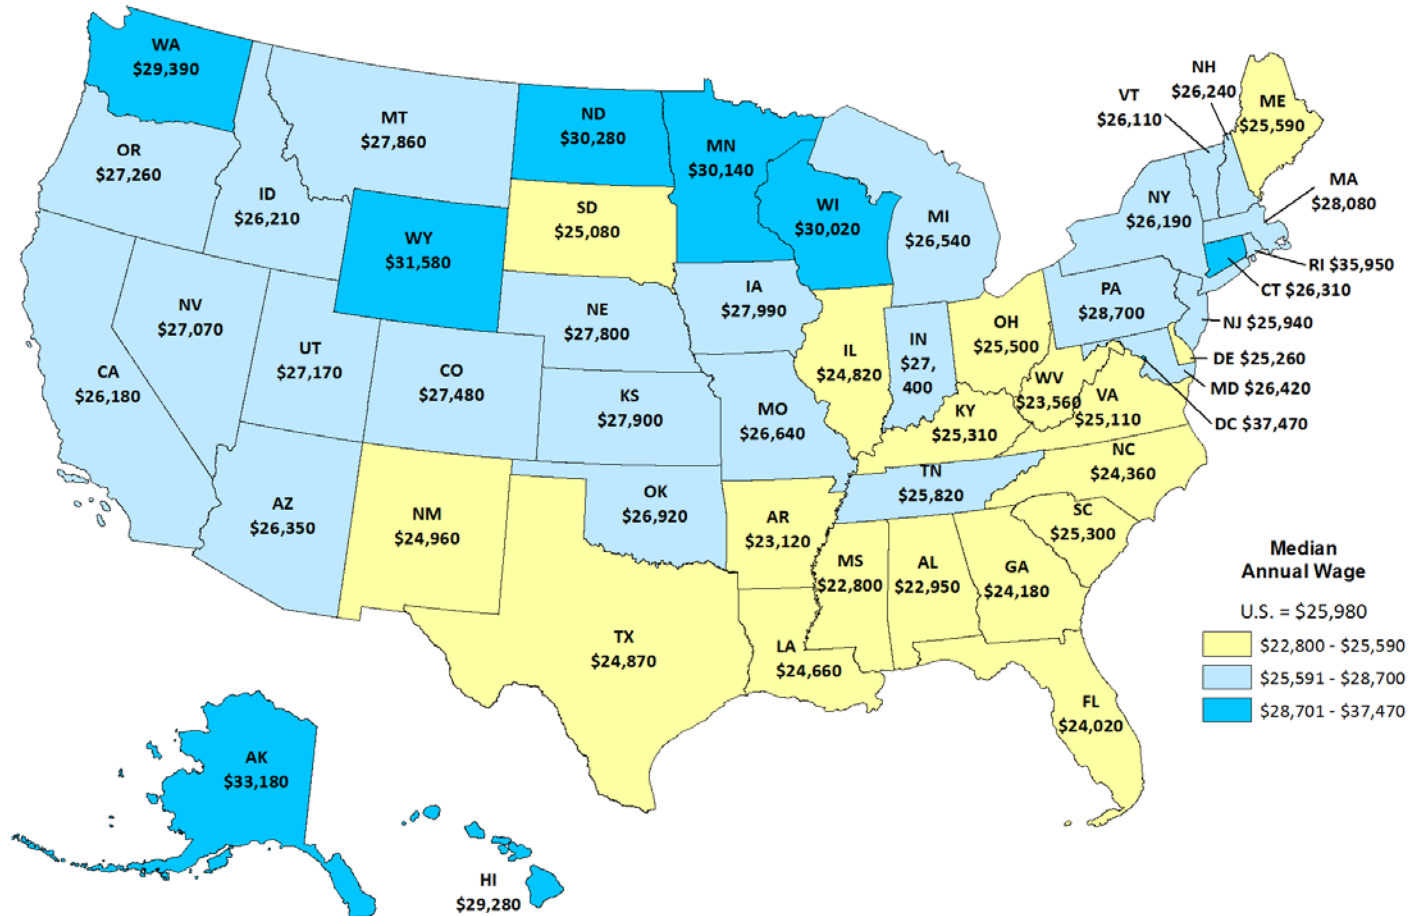 WA
$29,390
OR
$27,260
MT
$27,860
ID
$26,210
ND
$30,280
MN
$30,140
SD
$25,080
WI
$30,020
WY
$31,580
MI
$26,540
VT
$26,110
NH
$26,240
ME
$25,590
MA
$28,080
NY
$26,190
RI $35,950
CT $26,310
NJ $25,940
DE $25,260
MD $26,420
DC $37,470
PA
$28,700
NV
$27,070
UT
$27,170
CA
$26,180
CO
$27,480
NE
$27,800
IA
$27,990
KS
$27,900
MO
$26,640
IL
$24,820
IN
$27,
400
OH
$25,500
WV
$23,560
VA
$25,110
KY
$25,310
NC
$24,360
TN
$25,820
SC
$25,300
AZ
$26,350
NM
$24,960
OK
$26,920
AR
$23,120
MS
$22,800
AL
$22,950
GA
$24,180
TX
$24,870
LA
$24,660
FL
$24,020
AK
$33,180
HI
$29,280
Median
Annual Wage
U.S. = $25,980
$22,800 - $25,590
$25,591 - $28,700
$28,701 - $37,470